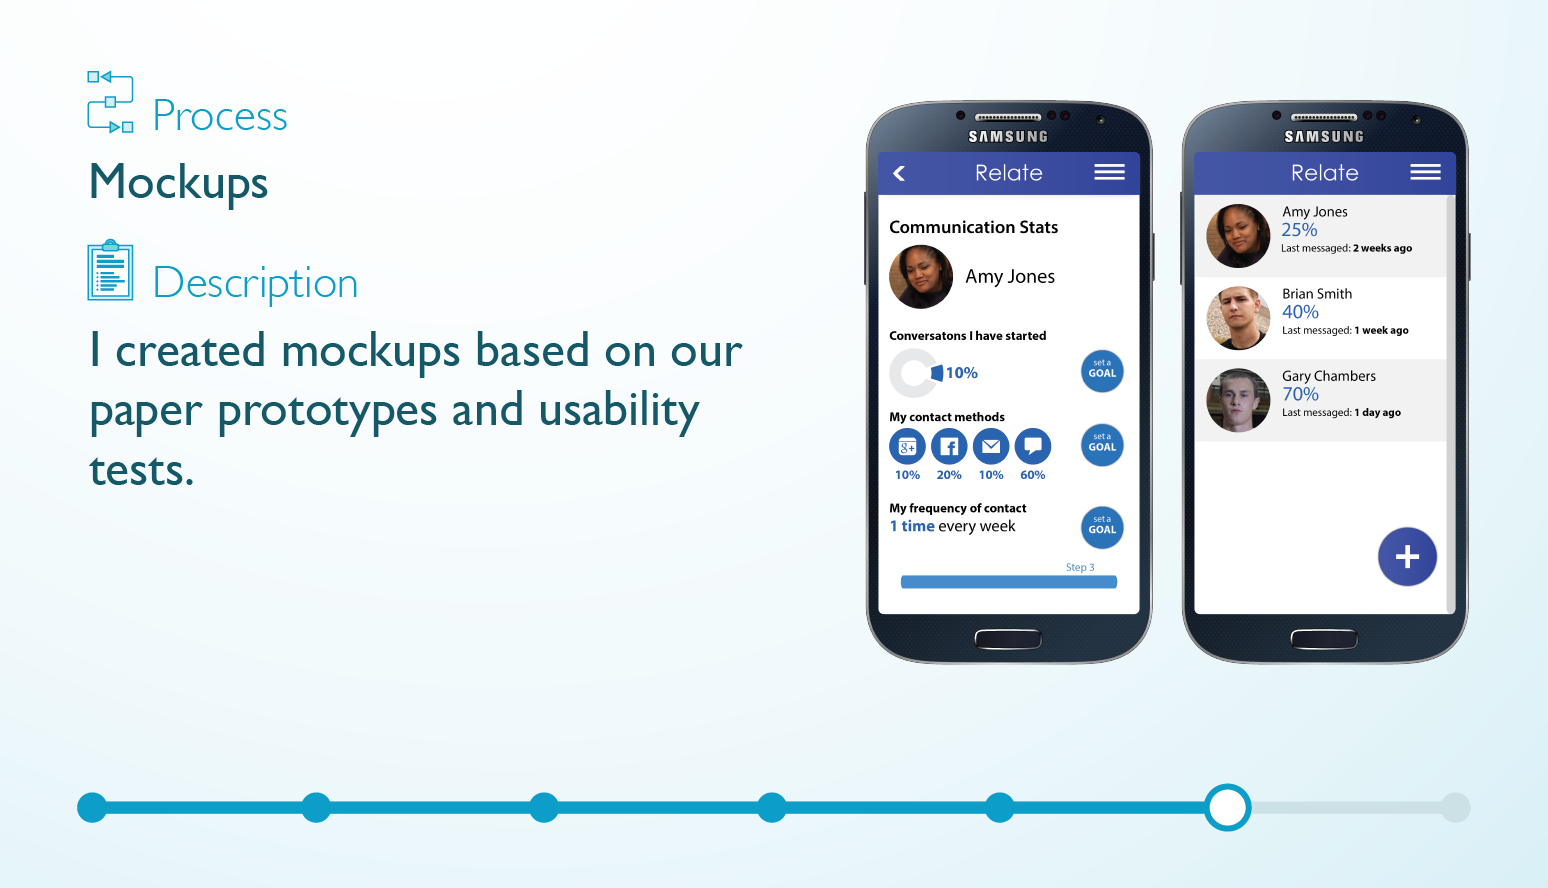 Process
Mockups
Description
I created mockups based on our
paper prototypes and usability
tests.
SAMSUNG
Relate
Communication Stats
Amy Jones
Conversatons I have started
10%
set a
GOAL
My contact methods
g+
10% 20% 10% 60%
set a
GOAL
My frequency of contact
1 time every week
set a
GOAL
Step 3
SAMSUNG
Relate
Amy Jones
25%
Last messaged: 2 weeks ago
Brian Smith
40%
Last messaged: 1 week ago
Gary Chambers
70%
Last messaged: 1 day ago